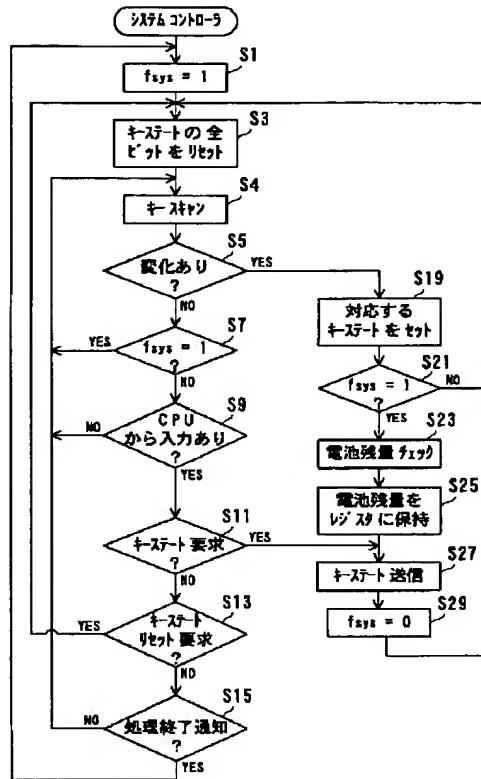 システム コントローラ
S1
fsys = 1
S3
キーステートの全
ビットをリセット
S4
キースキャン
S5
変化あり
?
YES
NO
S7
fsys = 1
?
YES
NO
S9
CPU
から入力あり
?
NO
YES
S11
キーステート要求
?
YES
NO
S13
キーステート
リセット要求
?
YES
NO
S15
処理終了通知
?
NO
YES
S19
対応する
キーステートをセット
S21
fsys = 1
?
NO
YES
S23
電池残量チェック
S25
電池残量を
レジスタに保持
S27
キーステート送信
S29
fsys = 0